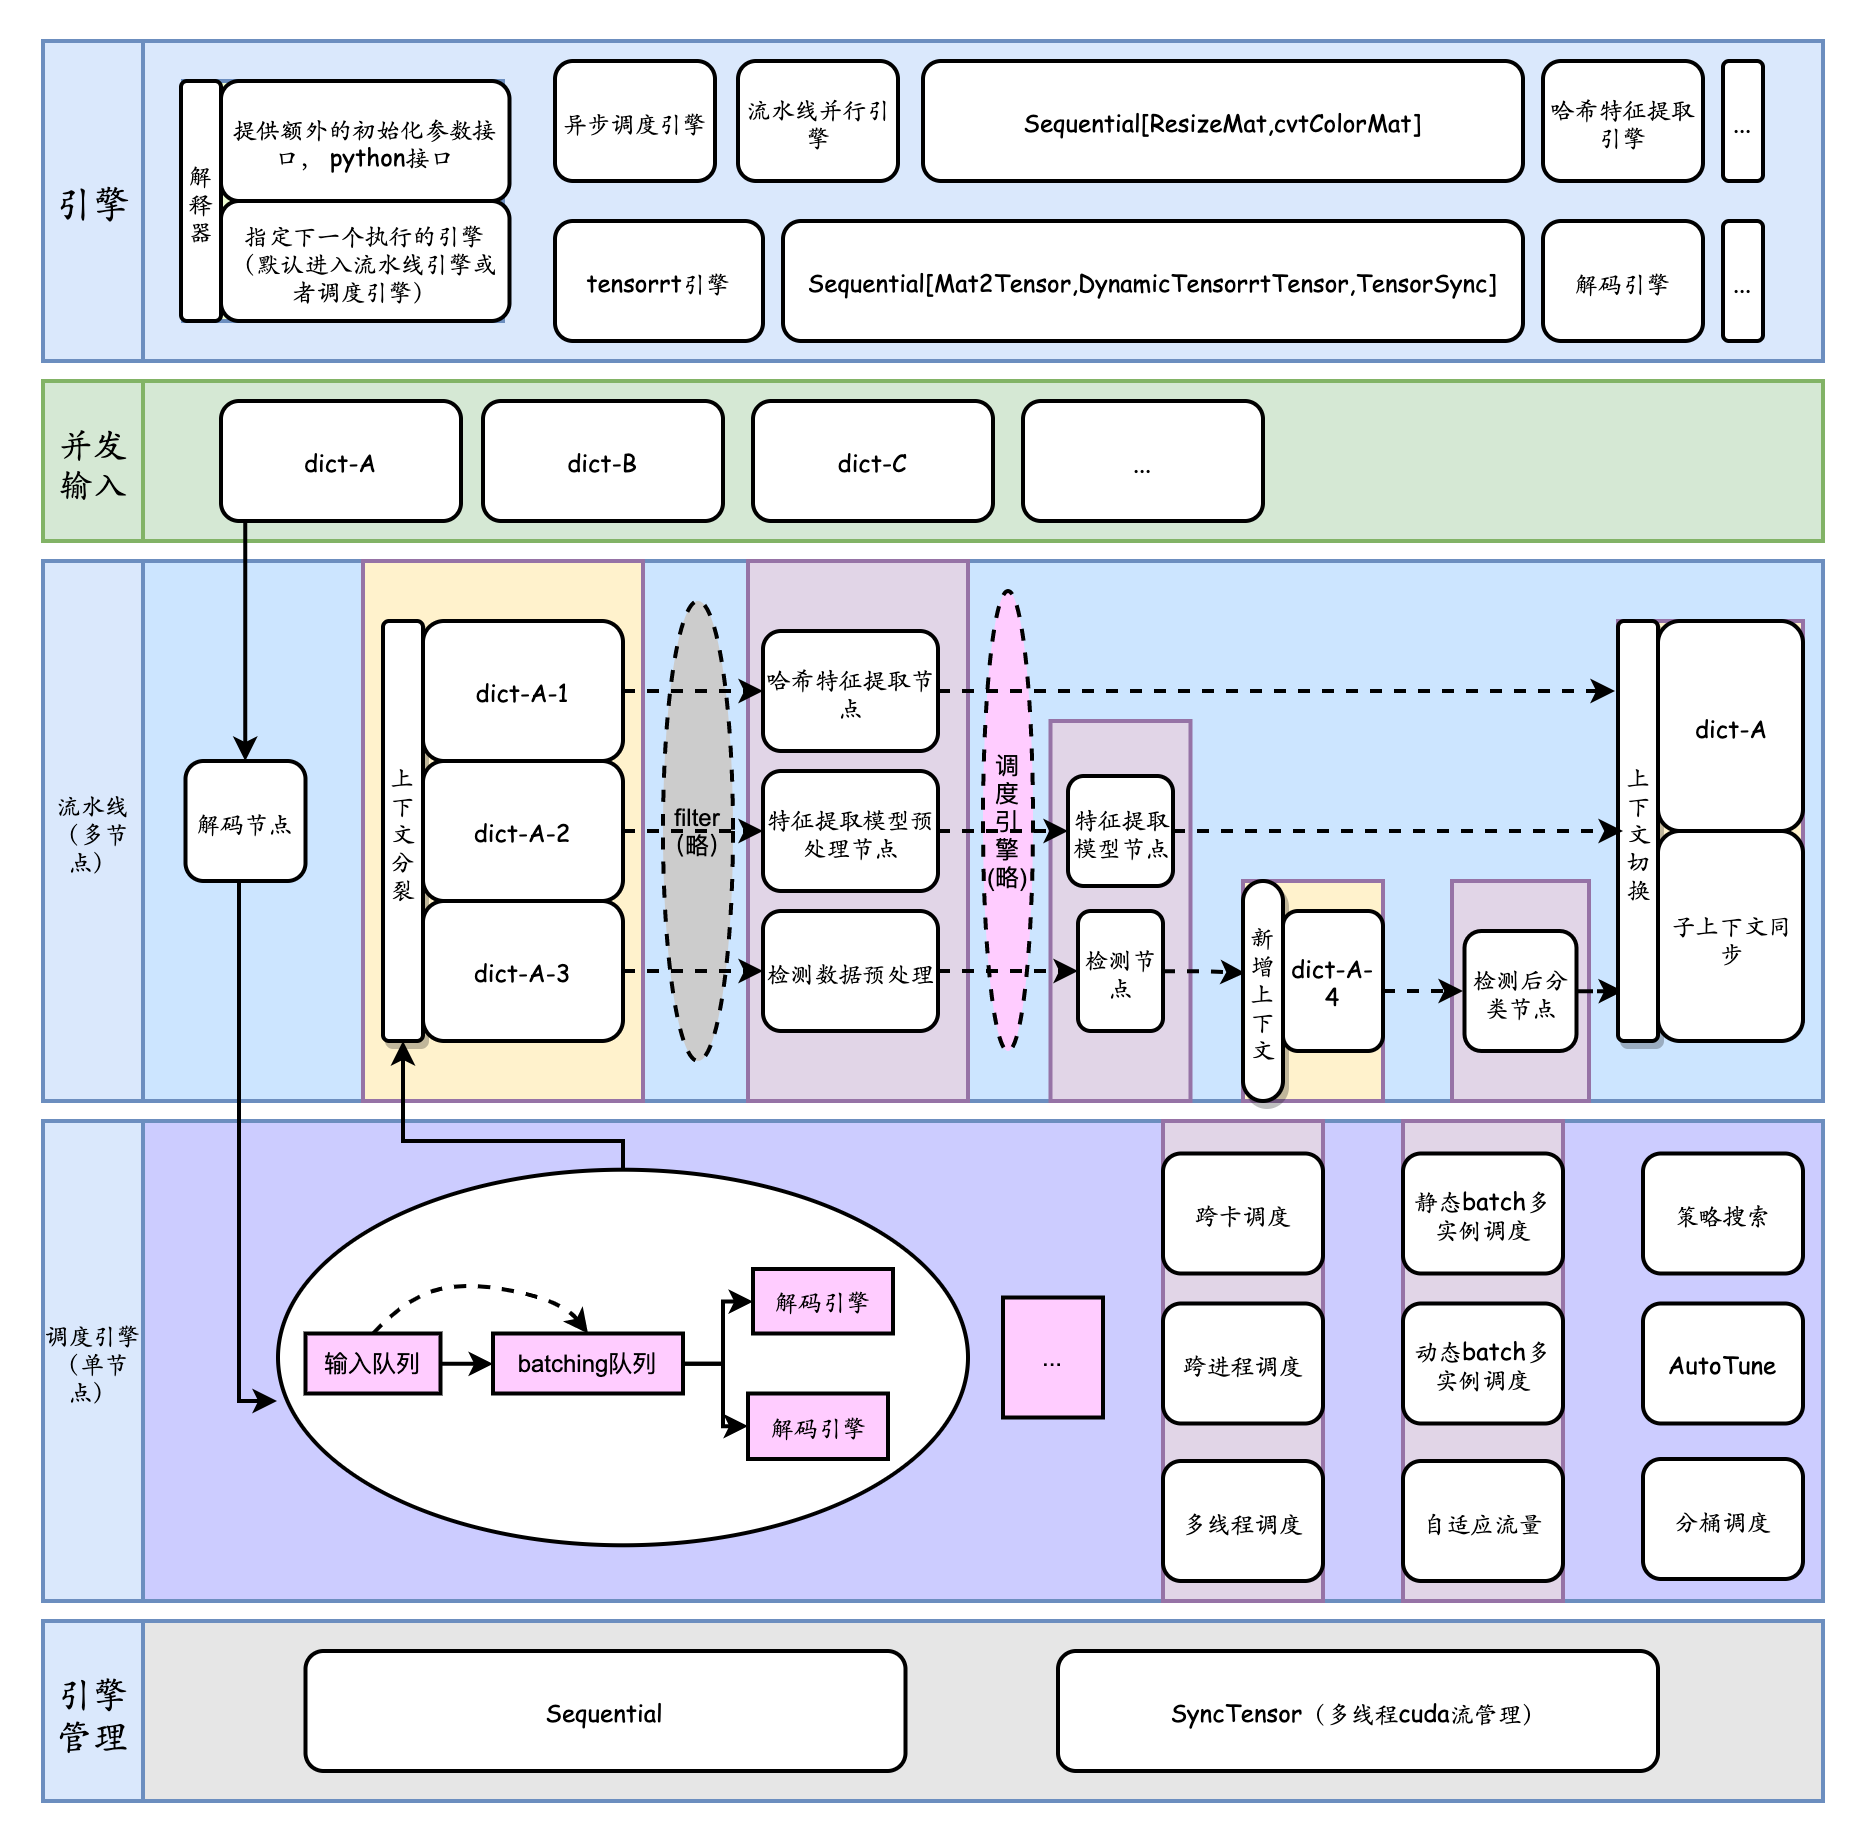 引擎
解
释
器
提供额外的初始化参数接
口， python接口
指定下一个执行的引擎
（默认进入流水线引擎或
者调度引擎）
异步调度引擎
流水线并行引
擎
Sequential[ResizeMat,cvtColorMat]
哈希特征提取
引擎
...
tensorrt引擎
Sequential[Mat2Tensor,DynamicTensorrtTensor,TensorSync]
解码引擎
...
并发
输入
dict-A
dict-B
dict-C
...
流水线
（多节
点）
解码节点
上
下
文
分
裂
dict-A-1
dict-A-2
dict-A-3
filter
（略）
哈希特征提取节
点
特征提取模型预
处理节点
检测数据预处理
调
度
引
擎
(略)
特征提取
模型节点
检测节
点
新
增
上
下
文
dict-A-
4
检测后分
类节点
上
下
文
切
换
dict-A
子上下文同
步
调度引擎
（单节
点）
输入队列
batching队列
解码引擎
解码引擎
...
跨卡调度
静态batch多
实例调度
策略搜索
跨进程调度
动态batch多
实例调度
AutoTune
多线程调度
自适应流量
分桶调度
引擎
管理
Sequential
SyncTensor（多线程cuda流管理）